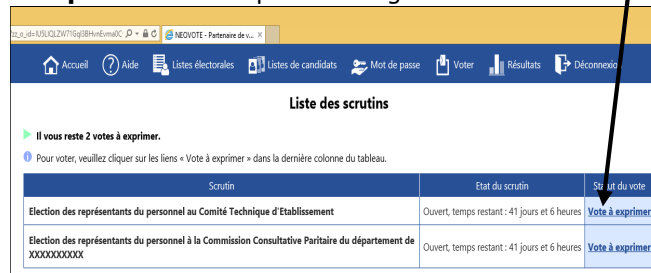 ?zz_o_id=IU5LIQLZW71Gql3BHvnEvma0C
NEOVOTE - Partenaire de v...
Accueil Aide Listes électorales Listes de candidats Mot de passe Voter Résultats Déconnexion
Liste des scrutins
Il vous reste 2 votes à exprimer.
Pour voter, veuillez cliquer sur les liens « Vote à exprimer » dans la dernière colonne du tableau.
Scrutin Etat du scrutin Statut du vote
Election des représentants du personnel au Comité Technique d'Etablissement Ouvert, temps restant : 41 jours et 6 heures Vote à exprimer
Election des représentants du personnel à la Commission Consultative Paritaire du département de
XXXXXXXXXX Ouvert, temps restant : 41 jours et 6 heures Vote à exprimer